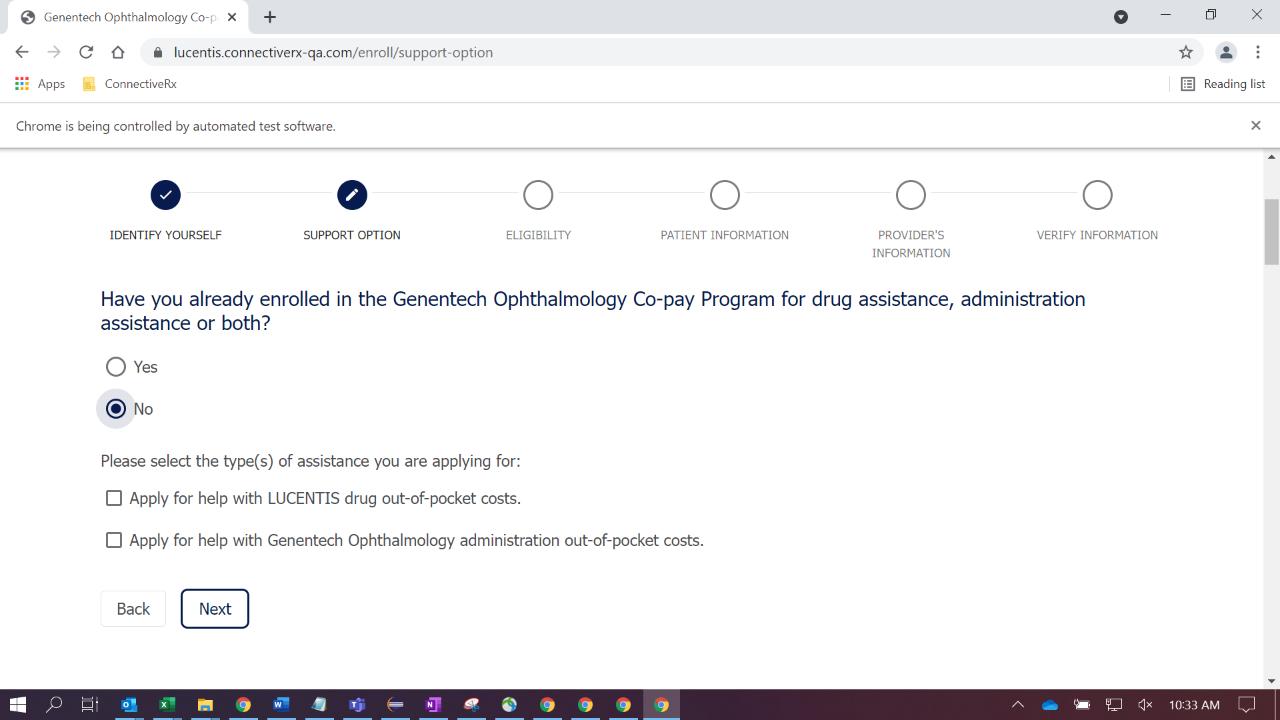 Genentech Ophthalmology Co-p
lucentis.connectiverx-qa.com/enroll/support-option
Apps
ConnectiveRx
Reading list
Chrome is being controlled by automated test software.
IDENTIFY YOURSELF
SUPPORT OPTION
ELIGIBILITY
PATIENT INFORMATION
PROVIDER'S
INFORMATION
VERIFY INFORMATION
Have you already enrolled in the Genentech Ophthalmology Co-pay Program for drug assistance, administration
assistance or both?
Yes
No
Please select the type(s) of assistance you are applying for:
Apply for help with LUCENTIS drug out-of-pocket costs.
Apply for help with Genentech Ophthalmology administration out-of-pocket costs.
Back
Next
10:33 AM